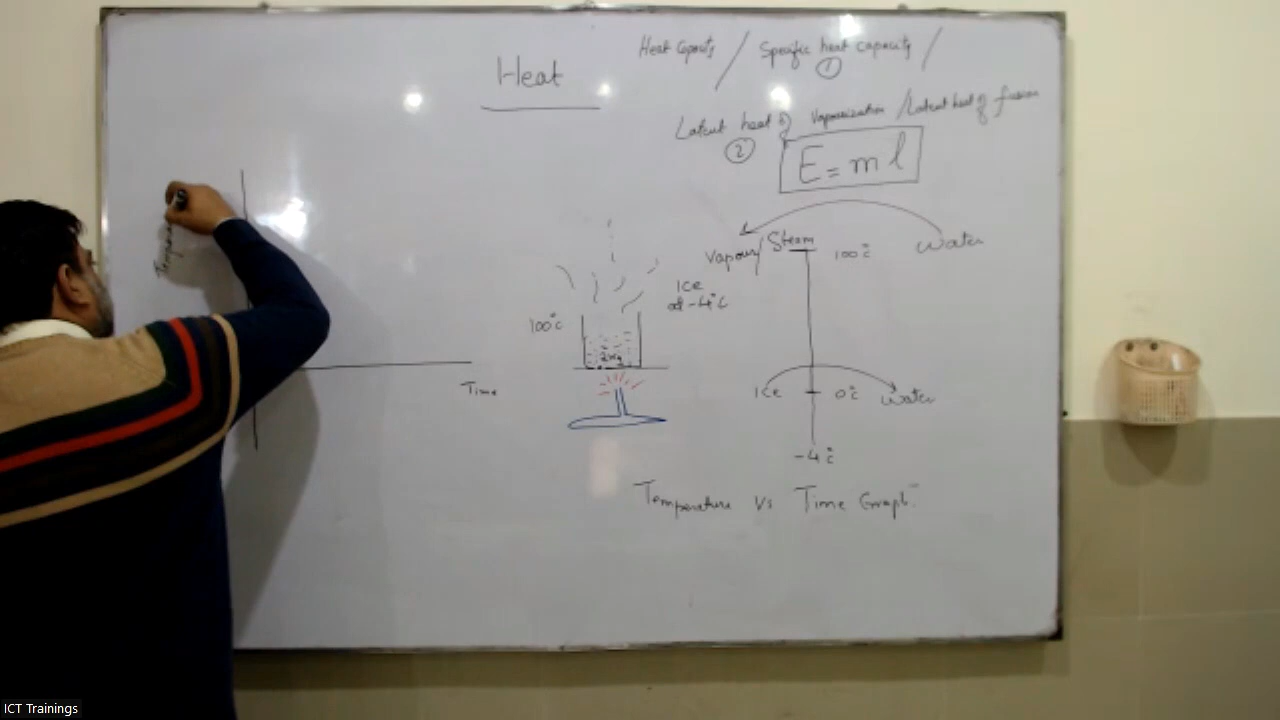 Heat
Heat Capacity / Specific heat capacity /
①
Latent heat of Vapourization / Latent heat of fusion
②
E = ml
Vapour/ Steam
100°C
Water
Ice
at -4°C
100°C
2kg
Ice
0°C
Water
-4°C
Time
Temperature Vs Time Graph
ICT Trainings